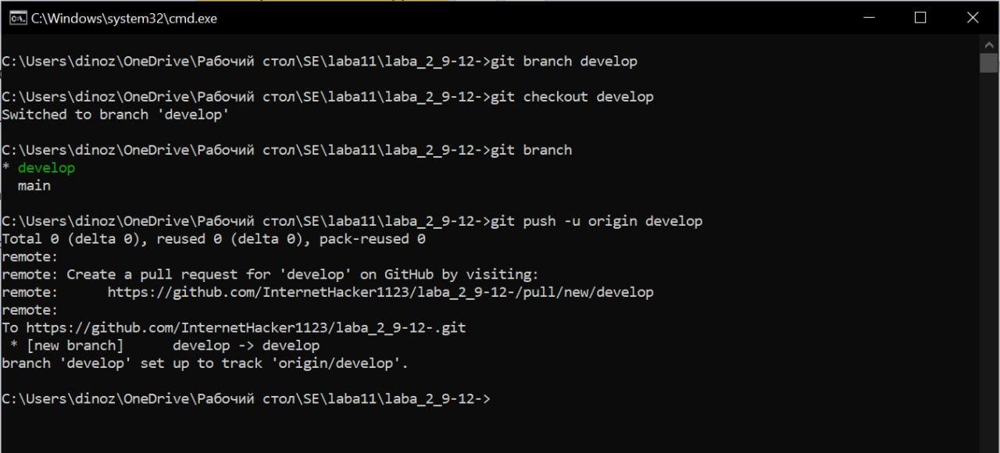 C:\Windows\system32\cmd.exe
C:\Users\dinoz\OneDrive\Рабочий стол\SE\laba11\laba_2_9-12->git branch develop
C:\Users\dinoz\OneDrive\Рабочий стол\SE\laba11\laba_2_9-12->git checkout develop
Switched to branch 'develop'
C:\Users\dinoz\OneDrive\Рабочий стол\SE\laba11\laba_2_9-12->git branch
* develop
  main
C:\Users\dinoz\OneDrive\Рабочий стол\SE\laba11\laba_2_9-12->git push -u origin develop
Total 0 (delta 0), reused 0 (delta 0), pack-reused 0
remote:
remote: Create a pull request for 'develop' on GitHub by visiting:
remote:      https://github.com/InternetHacker1123/laba_2_9-12-/pull/new/develop
remote:
To https://github.com/InternetHacker1123/laba_2_9-12-.git
 * [new branch]      develop -> develop
branch 'develop' set up to track 'origin/develop'.
C:\Users\dinoz\OneDrive\Рабочий стол\SE\laba11\laba_2_9-12->